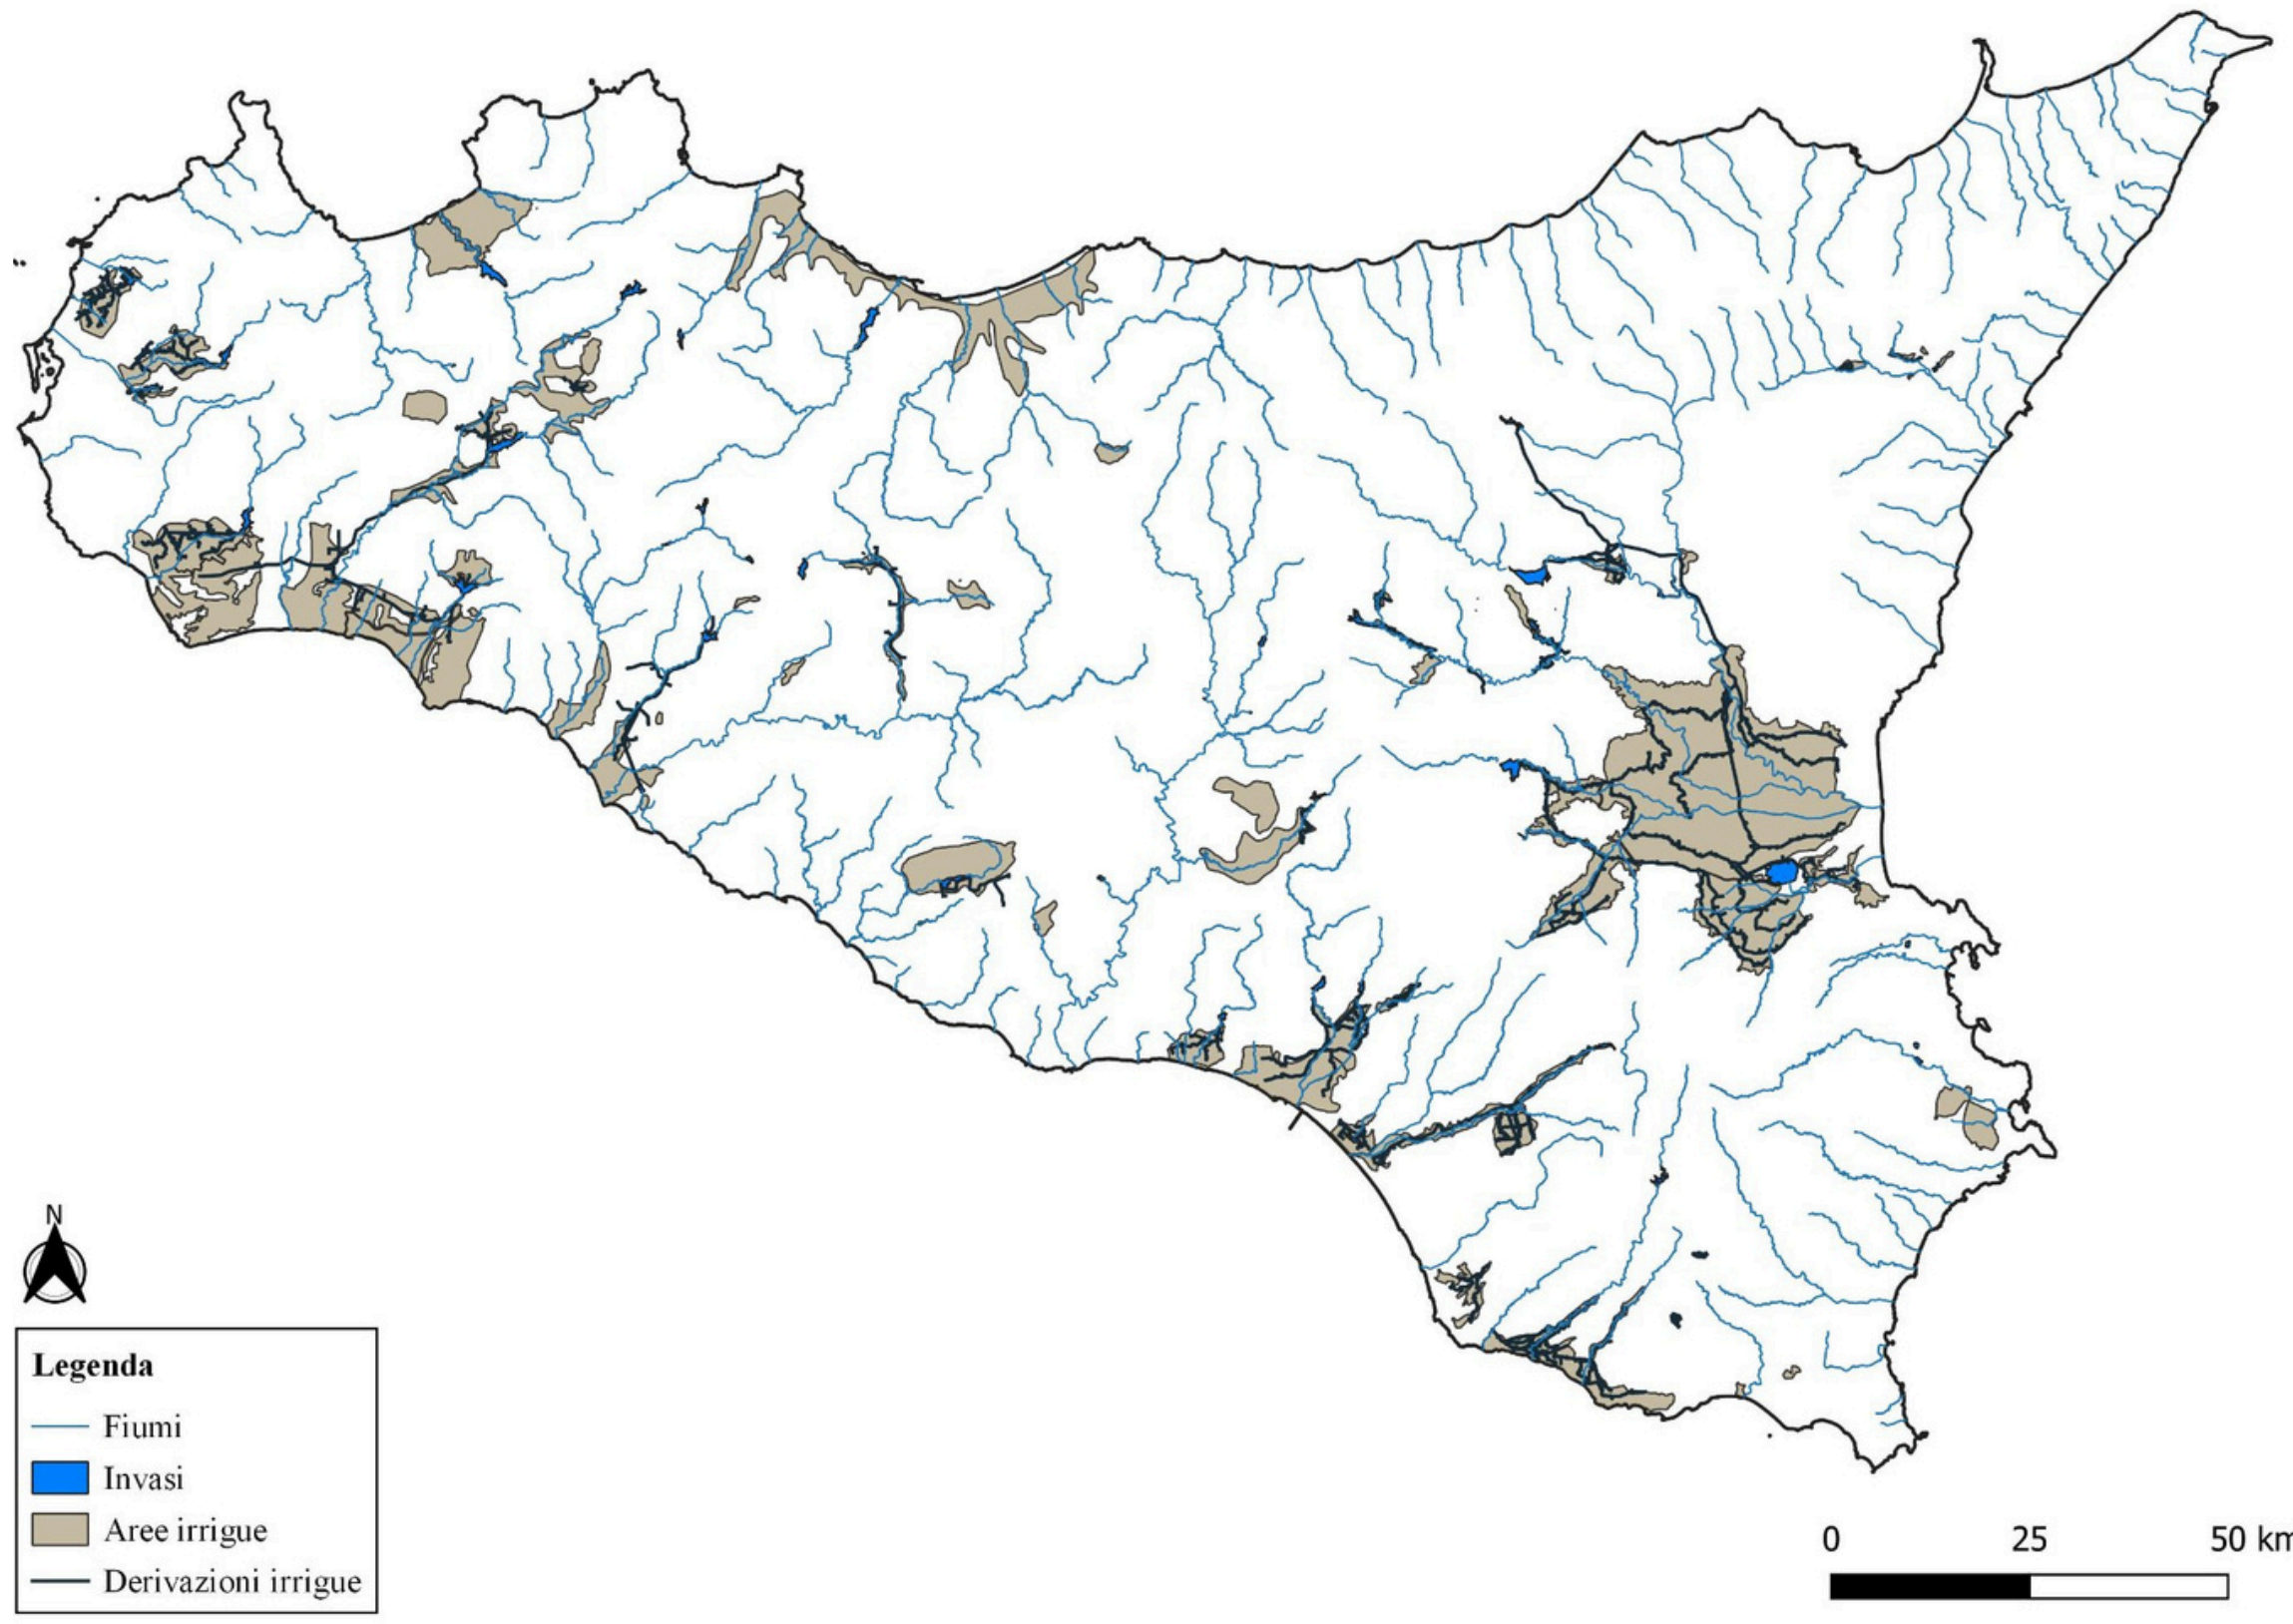 N
Legenda
Fiumi
Invasi
Aree irrigue
Derivazioni irrigue
0 25 50 km